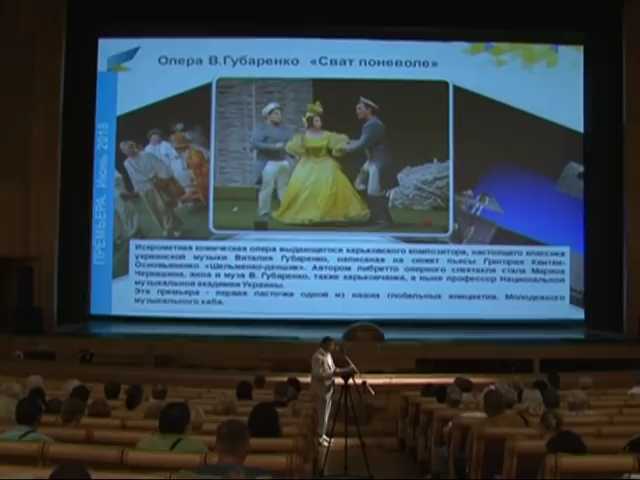 Опера В.Губаренко «Сват поневоле»
ПРЕМЬЕРА. Июнь 2018
Искрометная комическая опера выдающегося харьковского композитора, настоящего классика
украинской музыки Виталия Губаренко, написанная на сюжет пьесы Григория Квитки-
Основьяненко «Шельменко-денщик». Автором либретто оперного спектакля стала Марина
Черкашина, жена и муза В. Губаренко, также харьковчанка, а ныне профессор Национальной
музыкальной академии Украины.
Эта премьера - первая ласточка одной из наших глобальных инициатив, Молодежного
музыкального хаба.